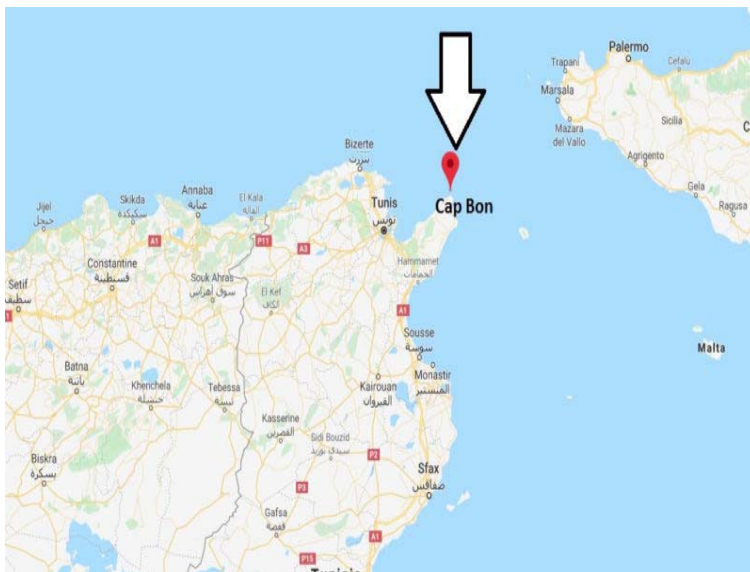 Palermo
Trapani
Cefalu
Marsala
Sicilia
Mazara
del Vallo
Agrigento
Gela
Ragusa
Bizerte
بنزرت
Cap Bon
Tunis
تونس
Jijel
جيجل
Skikda
سكيكدة
Annaba
عنابة
El Kala
القالة
A1
P11
A3
Constantine
قسنطينة
Souk Ahras
سوق أهراس
El Kef
الكاف
Hammamet
الحمامات
Setif
سطيف
A1
Sousse
سوسة
Malta
Monastir
المنستير
Batna
باتنة
Khenchela
خنشلة
Tebessa
تبسة
Kairouan
القيروان
Kasserine
القصرين
Sidi Bouzid
سيدي بوزيد
Biskra
بسكرة
P2
Sfax
صفاقس
P3
Gafsa
قفصة
A1
P15